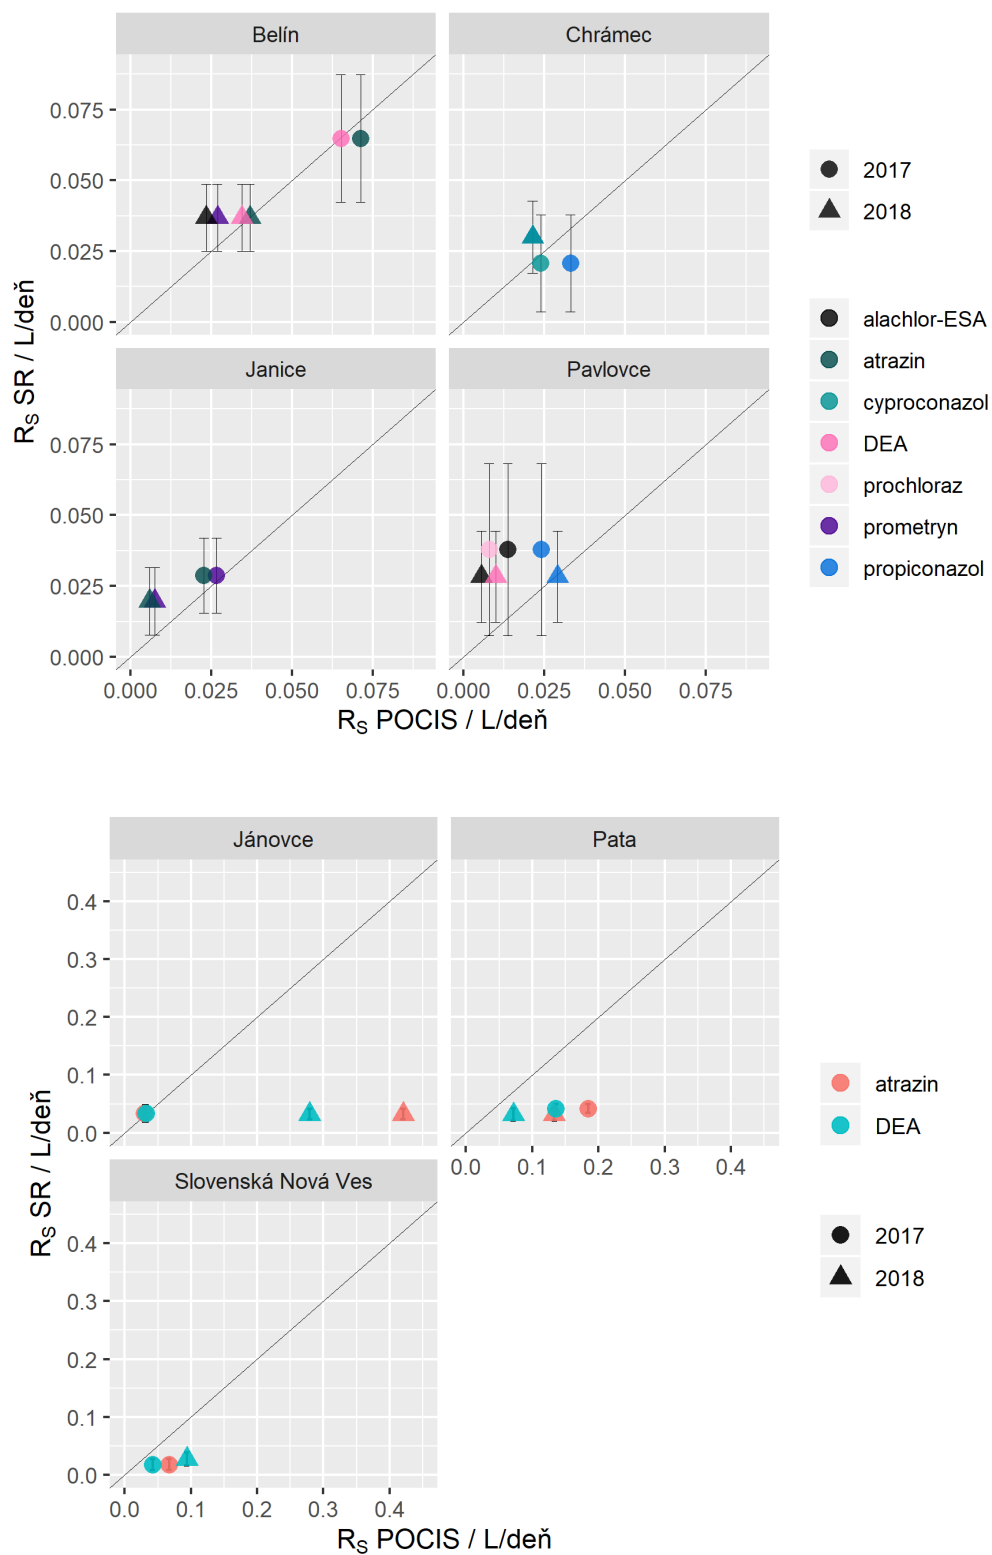 Belín
Chrámec
0.075
0.050
0.025
0.000
Janice
Pavlovce
0.075
0.050
0.025
0.000
0.000 0.025 0.050 0.075
0.000 0.025 0.050 0.075
R_S SR / L/deň
R_S POCIS / L/deň
2017
2018
alachlor-ESA
atrazin
cyproconazol
DEA
prochloraz
prometryn
propiconazol
Jánovce
Pata
0.4
0.3
0.2
0.1
0.0
0.0 0.1 0.2 0.3 0.4
Slovenská Nová Ves
0.4
0.3
0.2
0.1
0.0
0.0 0.1 0.2 0.3 0.4
R_S SR / L/deň
R_S POCIS / L/deň
atrazin
DEA
2017
2018